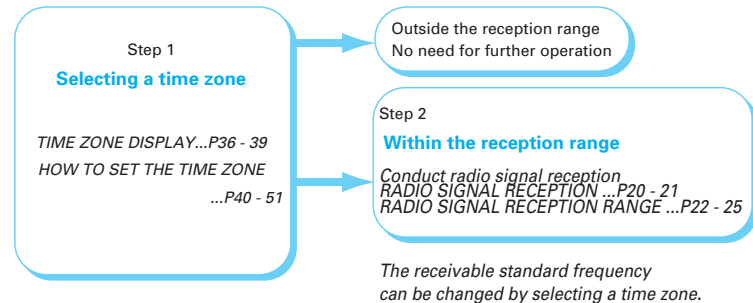 Step 1
Selecting a time zone
TIME ZONE DISPLAY...P36 - 39
HOW TO SET THE TIME ZONE
...P40 - 51
Outside the reception range
No need for further operation
Step 2
Within the reception range
Conduct radio signal reception
RADIO SIGNAL RECEPTION ...P20 - 21
RADIO SIGNAL RECEPTION RANGE ...P22 - 25
The receivable standard frequency
can be changed by selecting a time zone.